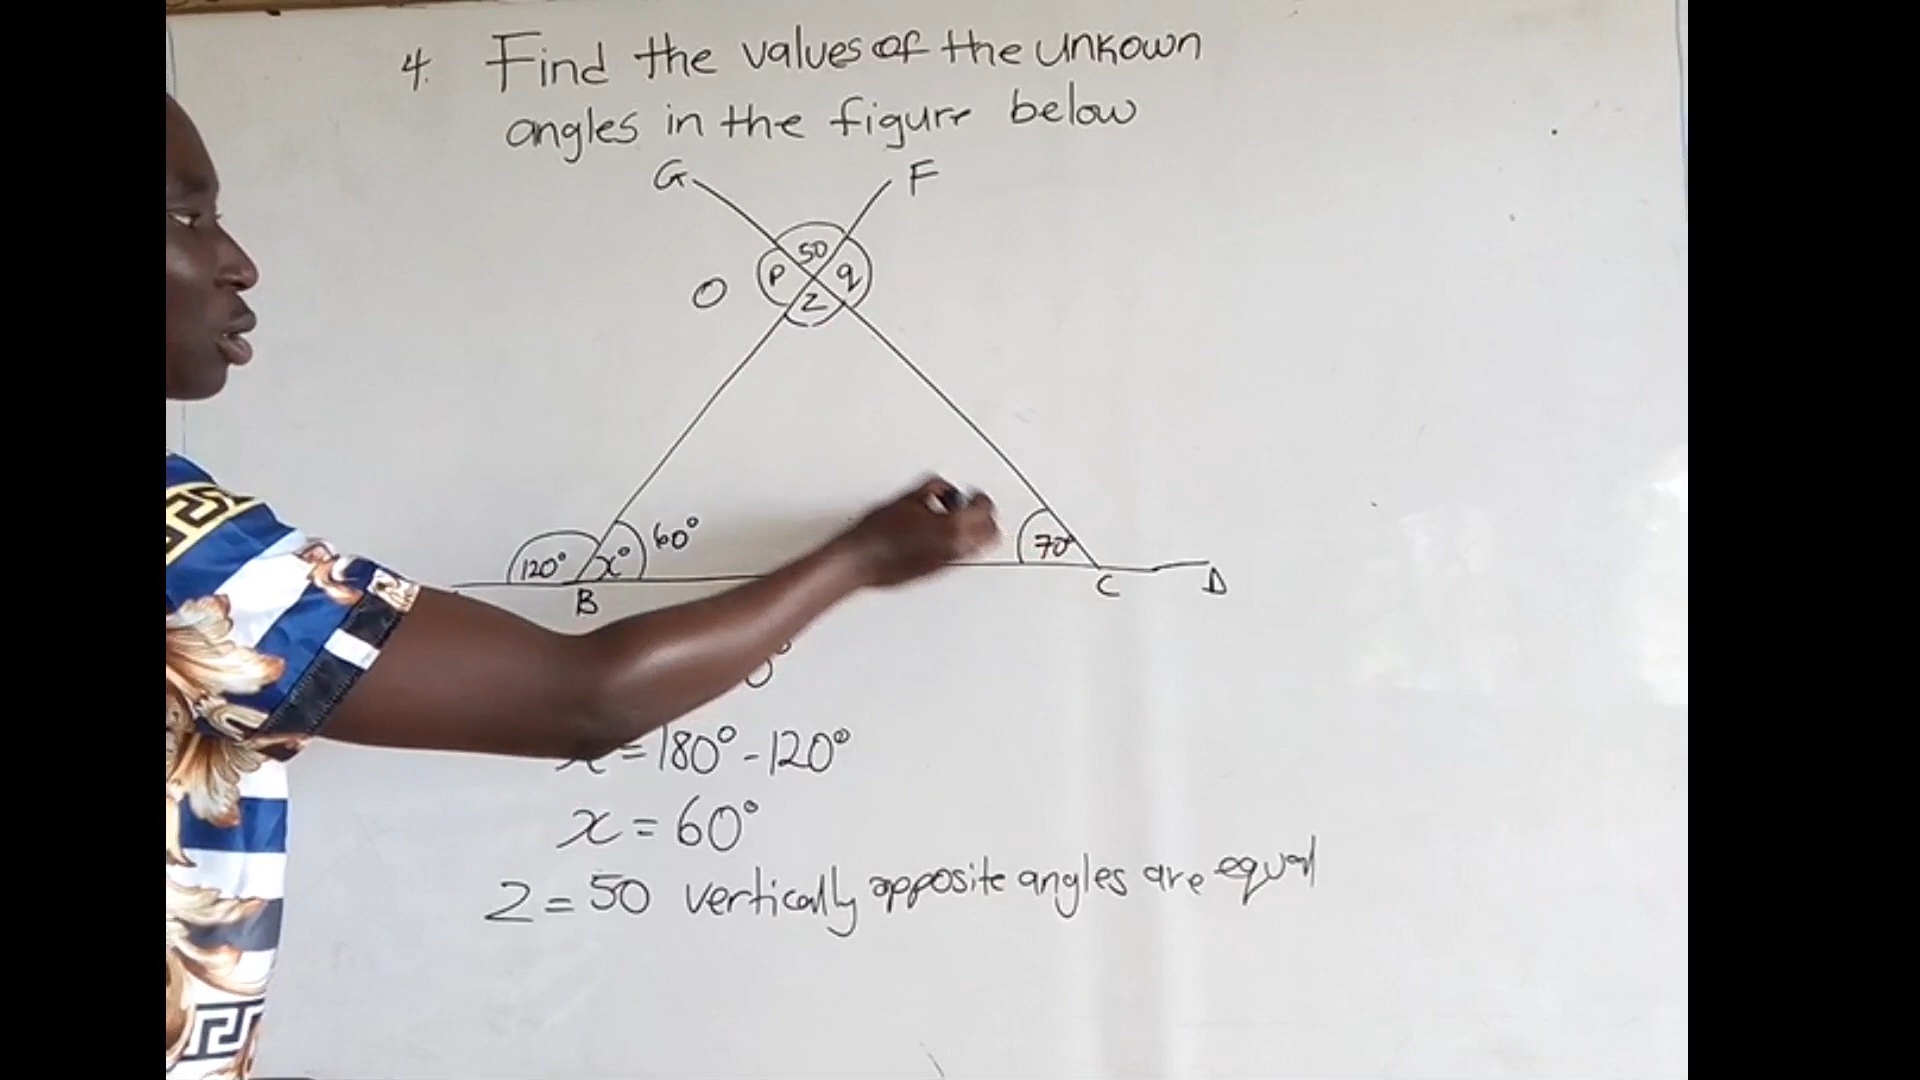 4. Find the values of the unkown
angles in the figure below
G F
50
P q
O
Z
60°
120° x° 70°
B C D
= 180° - 120°
x = 60°
Z = 50 vertically opposite angles are equal